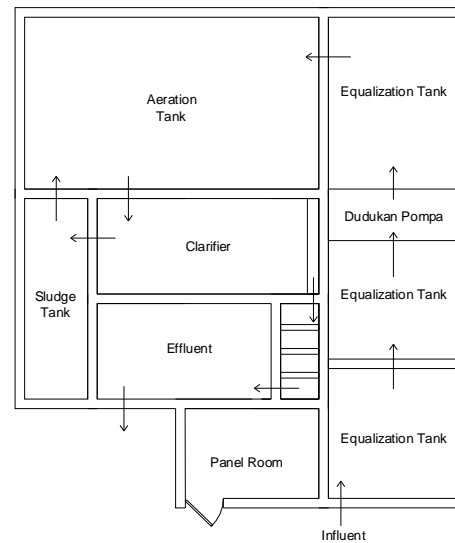 Aeration
Tank
Equalization Tank
Dudukan Pompa
Clarifier
Sludge
Tank
Equalization Tank
Effluent
Panel Room
Equalization Tank
Influent